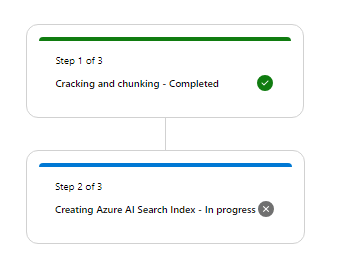 Step 1 of 3
Cracking and chunking - Completed
Step 2 of 3
Creating Azure AI Search Index - In progress